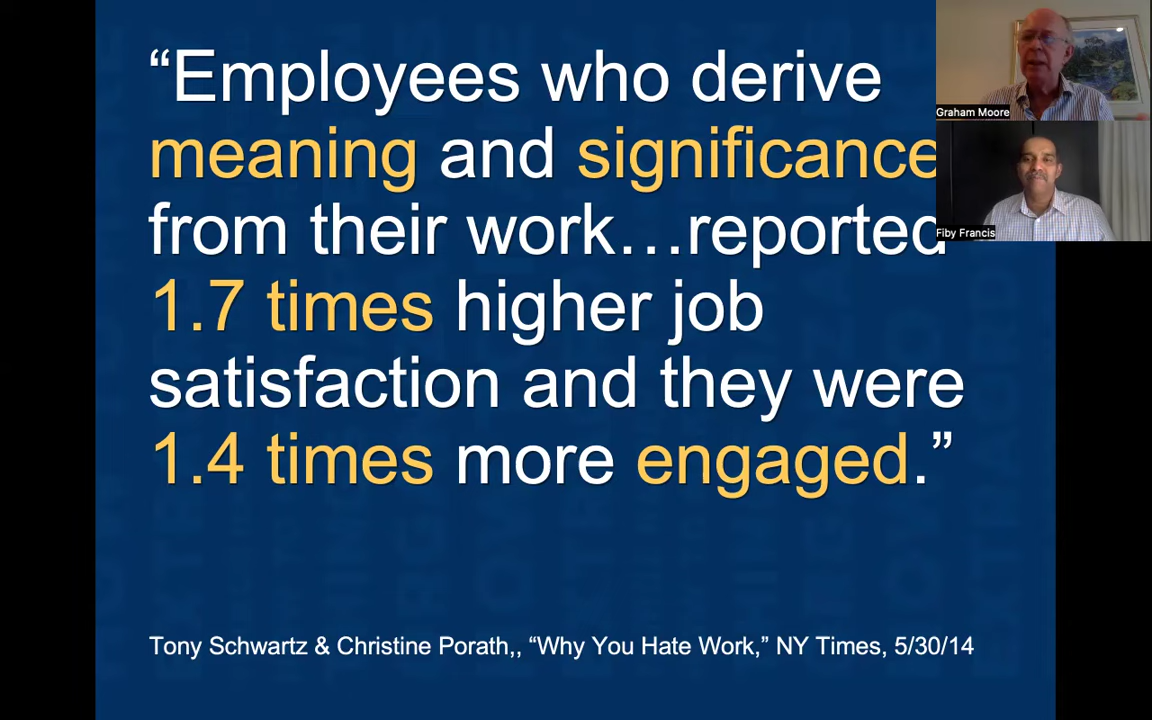 “Employees who derive
meaning and significance
from their work…reported
1.7 times higher job
satisfaction and they were
1.4 times more engaged.”
Tony Schwartz & Christine Porath,, “Why You Hate Work,” NY Times, 5/30/14
Graham Moore
Fiby Francis